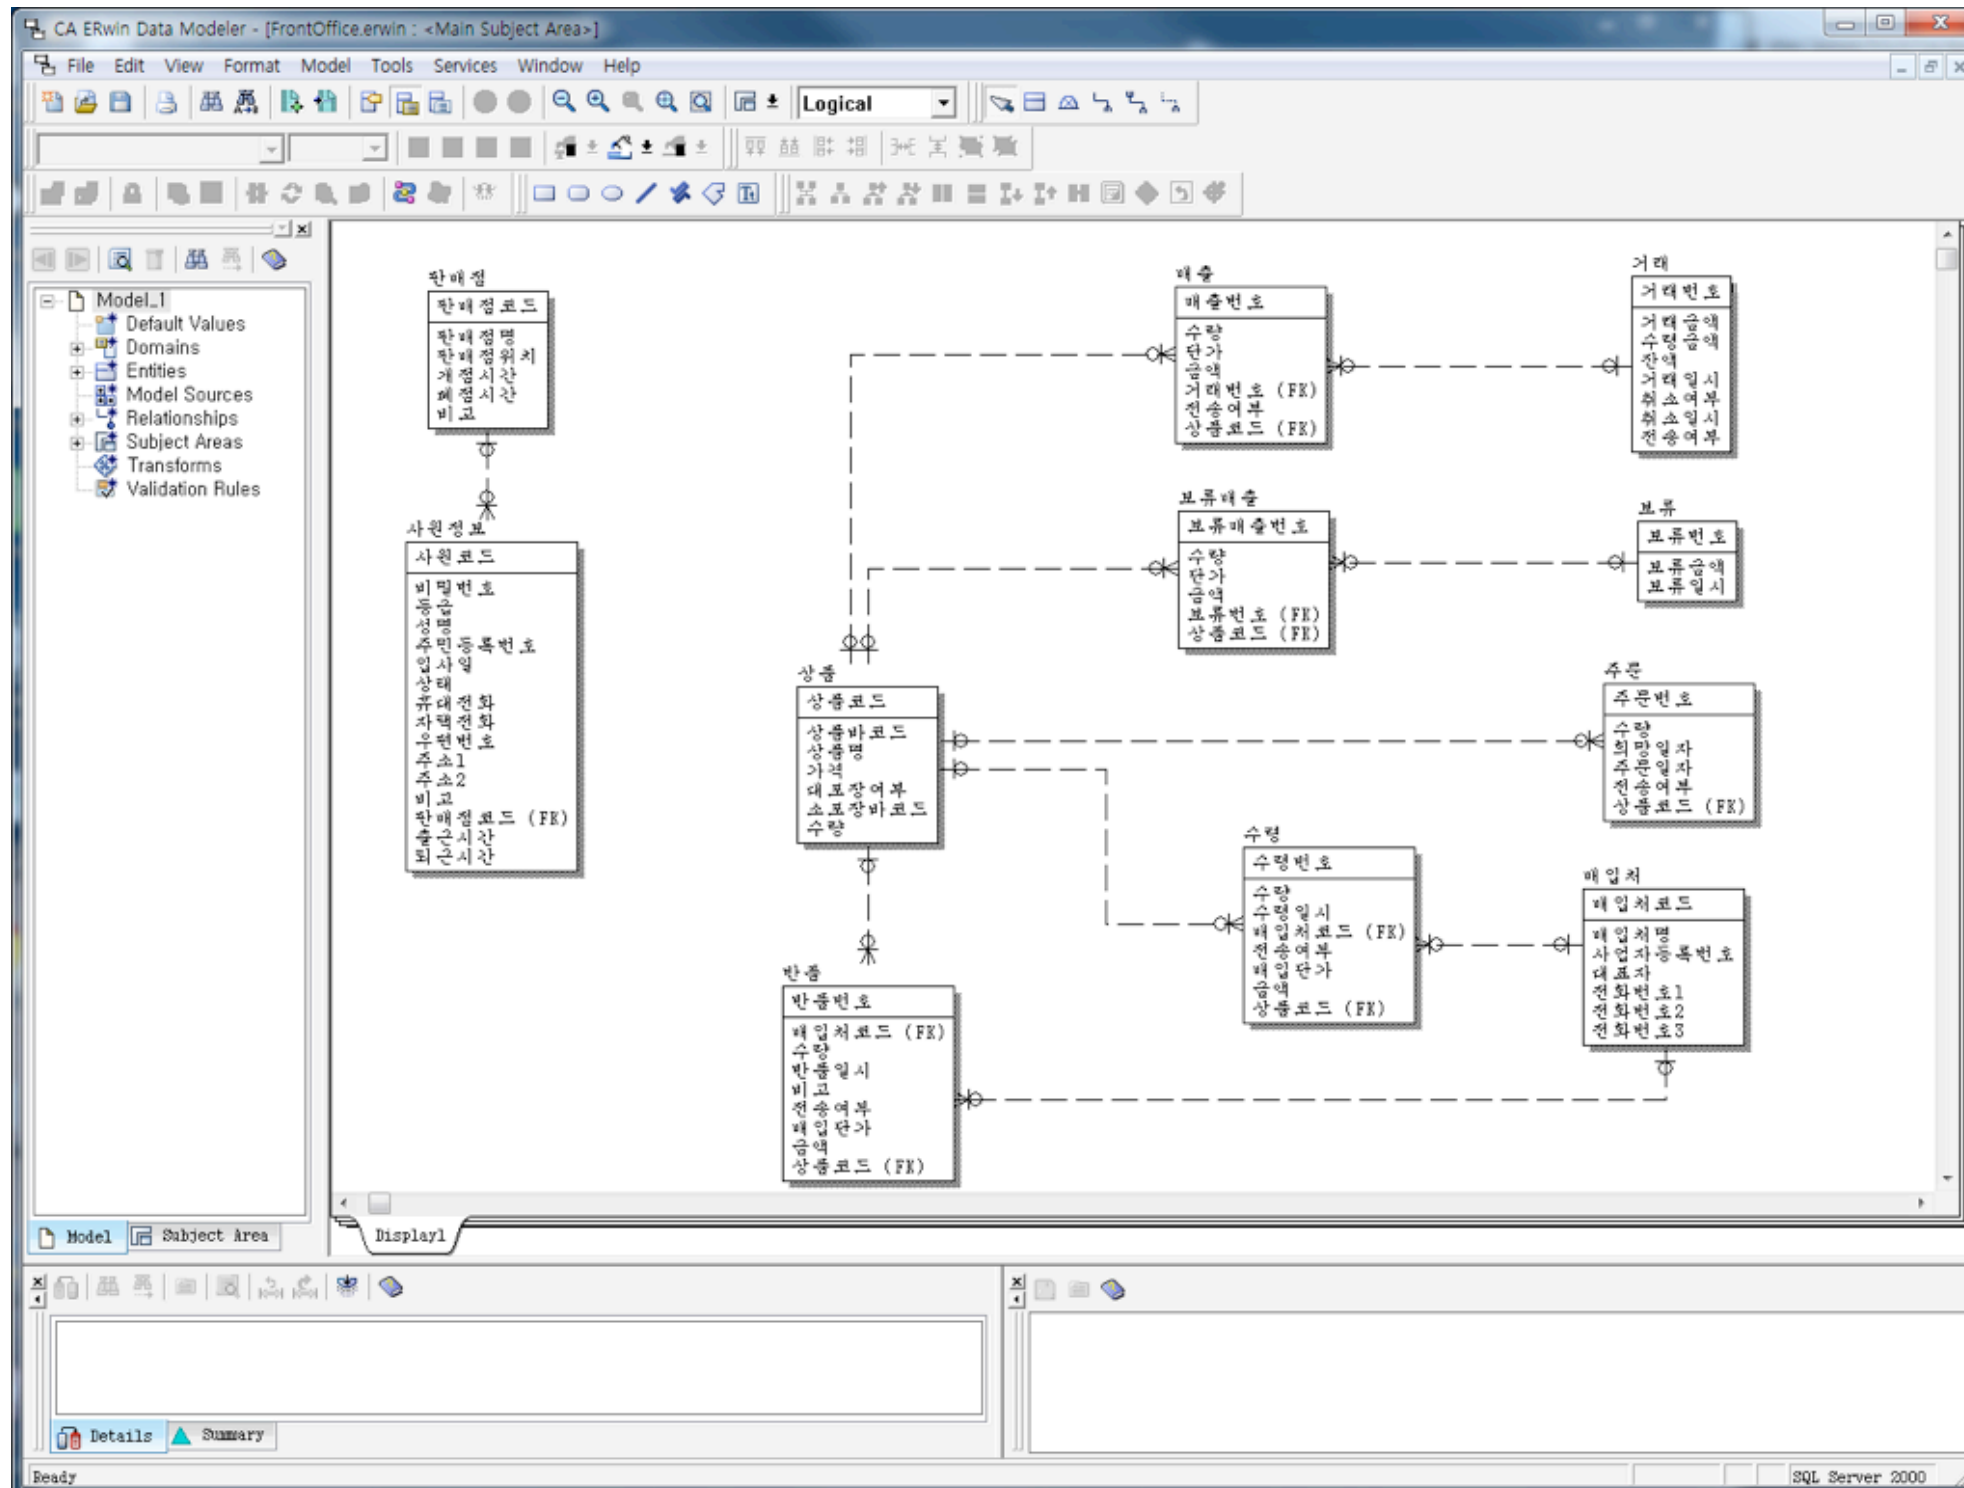 CA ERwin Data Modeler - [FrontOffice.erwin : <Main Subject Area>]
File Edit View Format Model Tools Services Window Help
Logical
Model_1
Default Values
Domains
Entities
Model Sources
Relationships
Subject Areas
Transforms
Validation Rules
Model Subject Area
판매점
판매점코드
판매점명
판매점위치
개점시간
폐점시간
비고
사원정보
사원코드
비밀번호
등급
성명
주민등록번호
입사일
상태
휴대전화
자택전화
우편번호
주소1
주소2
비고
판매점코드 (FK)
출근시간
퇴근시간
매출
매출번호
수량
단가
금액
거래번호 (FK)
전송여부
상품코드 (FK)
거래
거래번호
거래금액
수령금액
잔액
거래일시
취소여부
취소일시
전송여부
보류매출
보류매출번호
수량
단가
금액
보류번호 (FK)
상품코드 (FK)
보류
보류번호
보류금액
보류일시
상품
상품코드
상품바코드
상품명
가격
대포장여부
소포장바코드
수량
주문
주문번호
수량
희망일자
주문일자
전송여부
상품코드 (FK)
수령
수령번호
수량
수령일시
매입처코드 (FK)
전송여부
매입단가
금액
상품코드 (FK)
매입처
매입처코드
매입처명
사업자등록번호
대표자
전화번호1
전화번호2
전화번호3
반품
반품번호
매입처코드 (FK)
수량
반품일시
비고
전송여부
매입단가
금액
상품코드 (FK)
Display1
Details Summary
Ready
SQL Server 2000